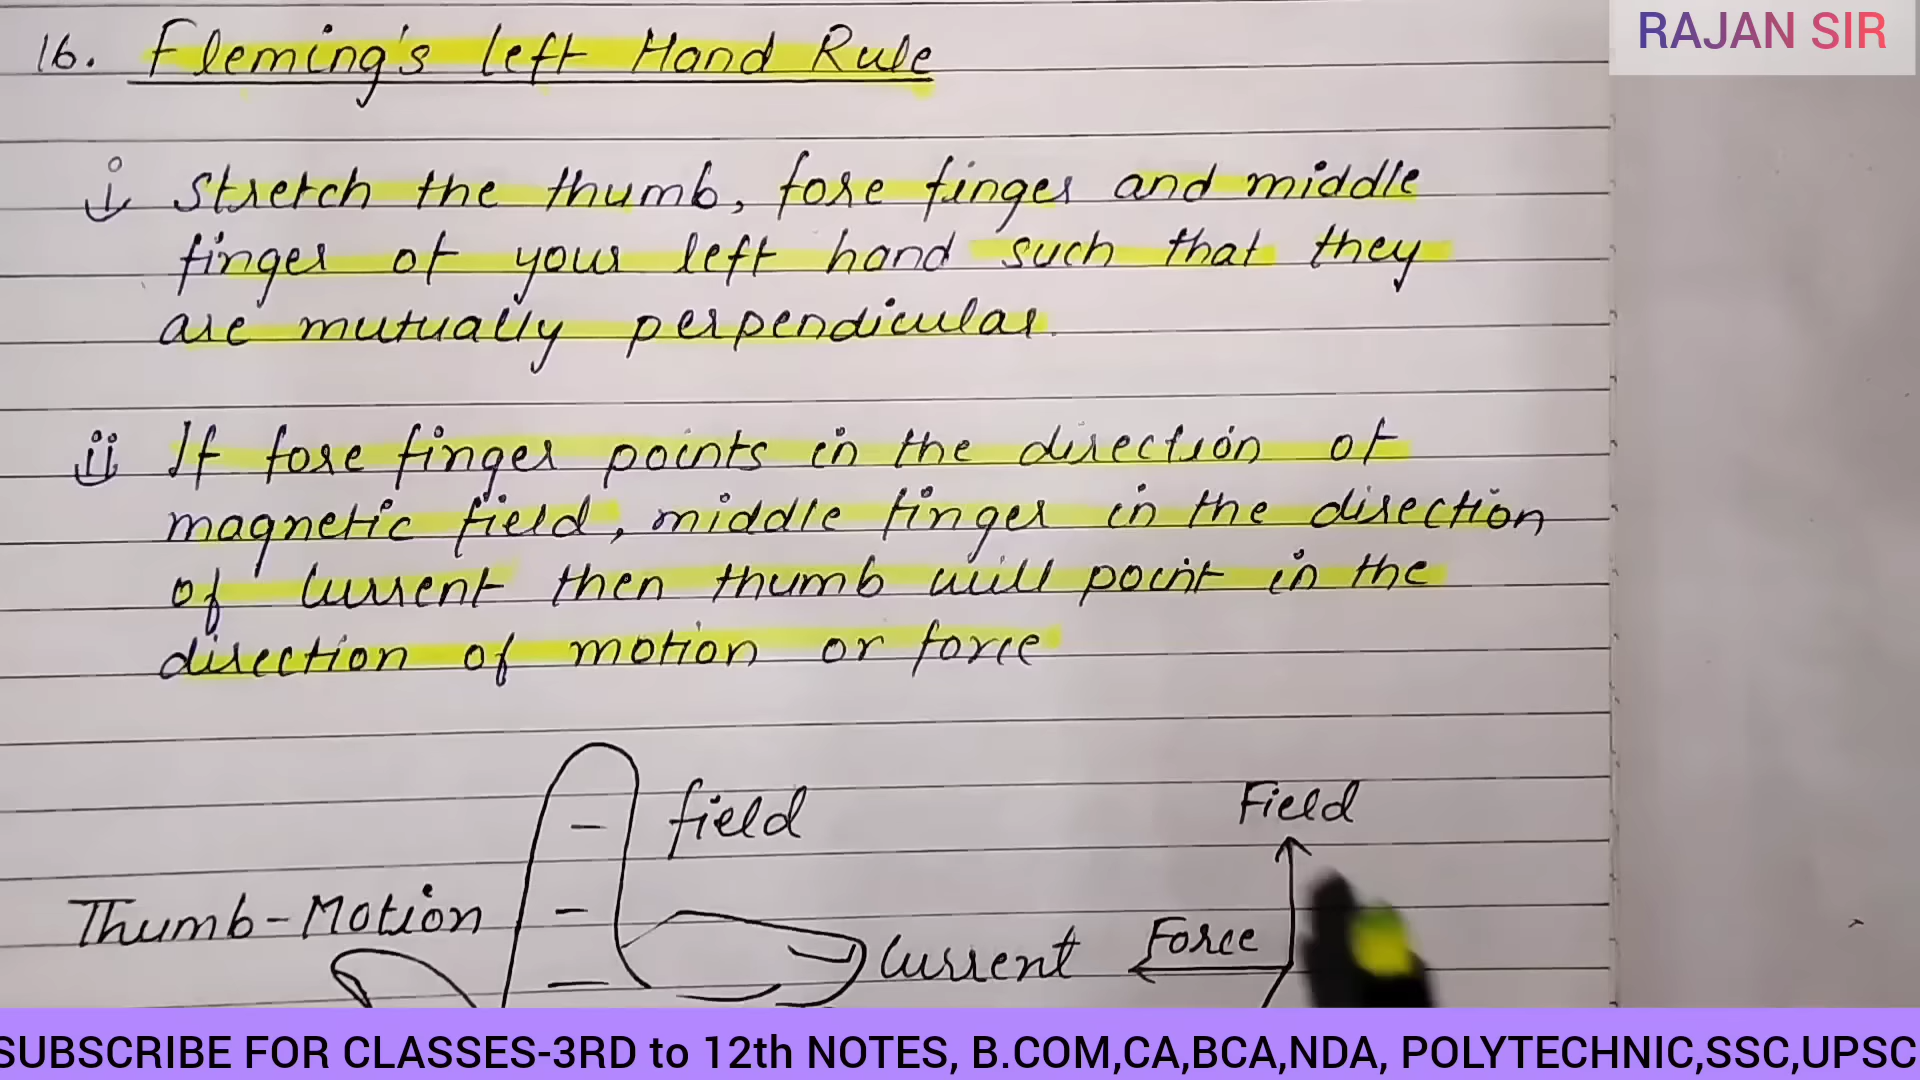 RAJAN SIR
16. Fleming's left Hand Rule
i Stretch the thumb, fore finger and middle
finger of your left hand such that they
are mutually perpendicular.
ii If fore finger points in the direction of
magnetic field, middle finger in the direction
of Current then thumb will point in the
direction of motion or force
field
Field
Thumb-Motion
Force
Current
SUBSCRIBE FOR CLASSES-3RD to 12th NOTES, B.COM,CA,BCA,NDA, POLYTECHNIC,SSC,UPSC